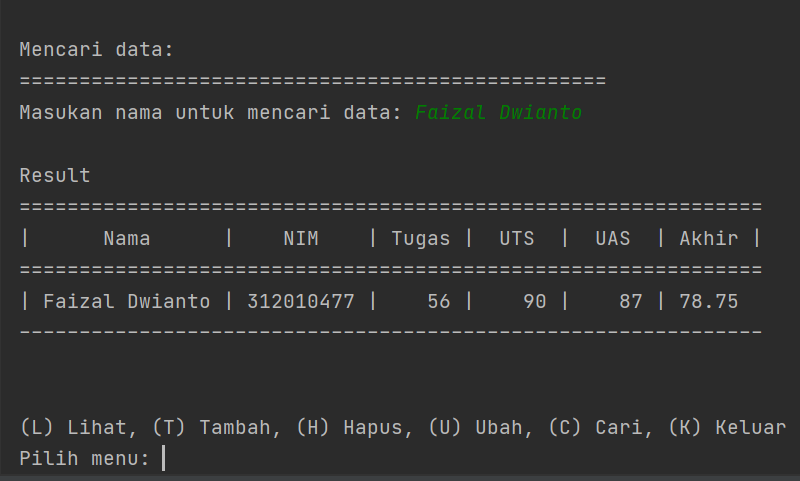 Mencari data:
=================================================
Masukan nama untuk mencari data: Faizal Dwianto
Result
==============================================================
|      Nama      |    NIM    | Tugas |  UTS  |  UAS  | Akhir |
==============================================================
| Faizal Dwianto | 312010477 |    56 |    90 |    87 | 78.75
--------------------------------------------------------------
(L) Lihat, (T) Tambah, (H) Hapus, (U) Ubah, (C) Cari, (K) Keluar
Pilih menu: